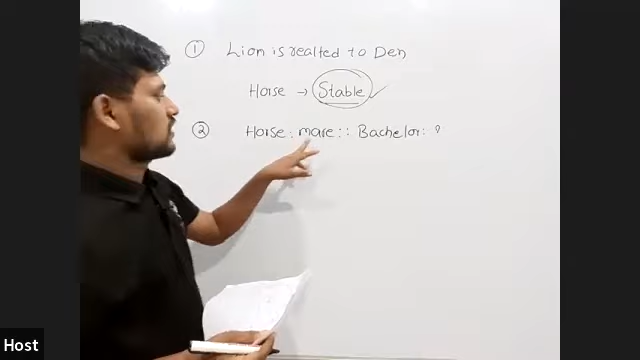 ① Lion is realted to Den
Horse → Stable ✓
② Horse : mare :: Bachelor : ?
Host